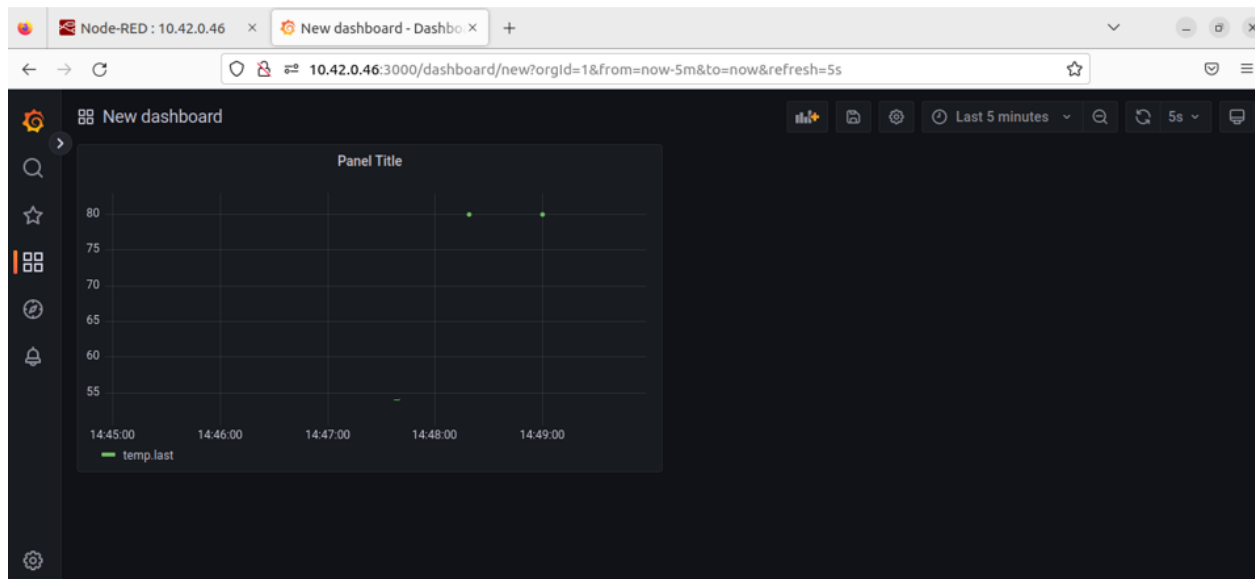 Node-RED : 10.42.0.46
New dashboard - Dashbo
10.42.0.46:3000/dashboard/new?orgId=1&from=now-5m&to=now&refresh=5s
New dashboard
Last 5 minutes
5s
Panel Title
80
75
70
65
60
55
14:45:00 14:46:00 14:47:00 14:48:00 14:49:00
temp.last